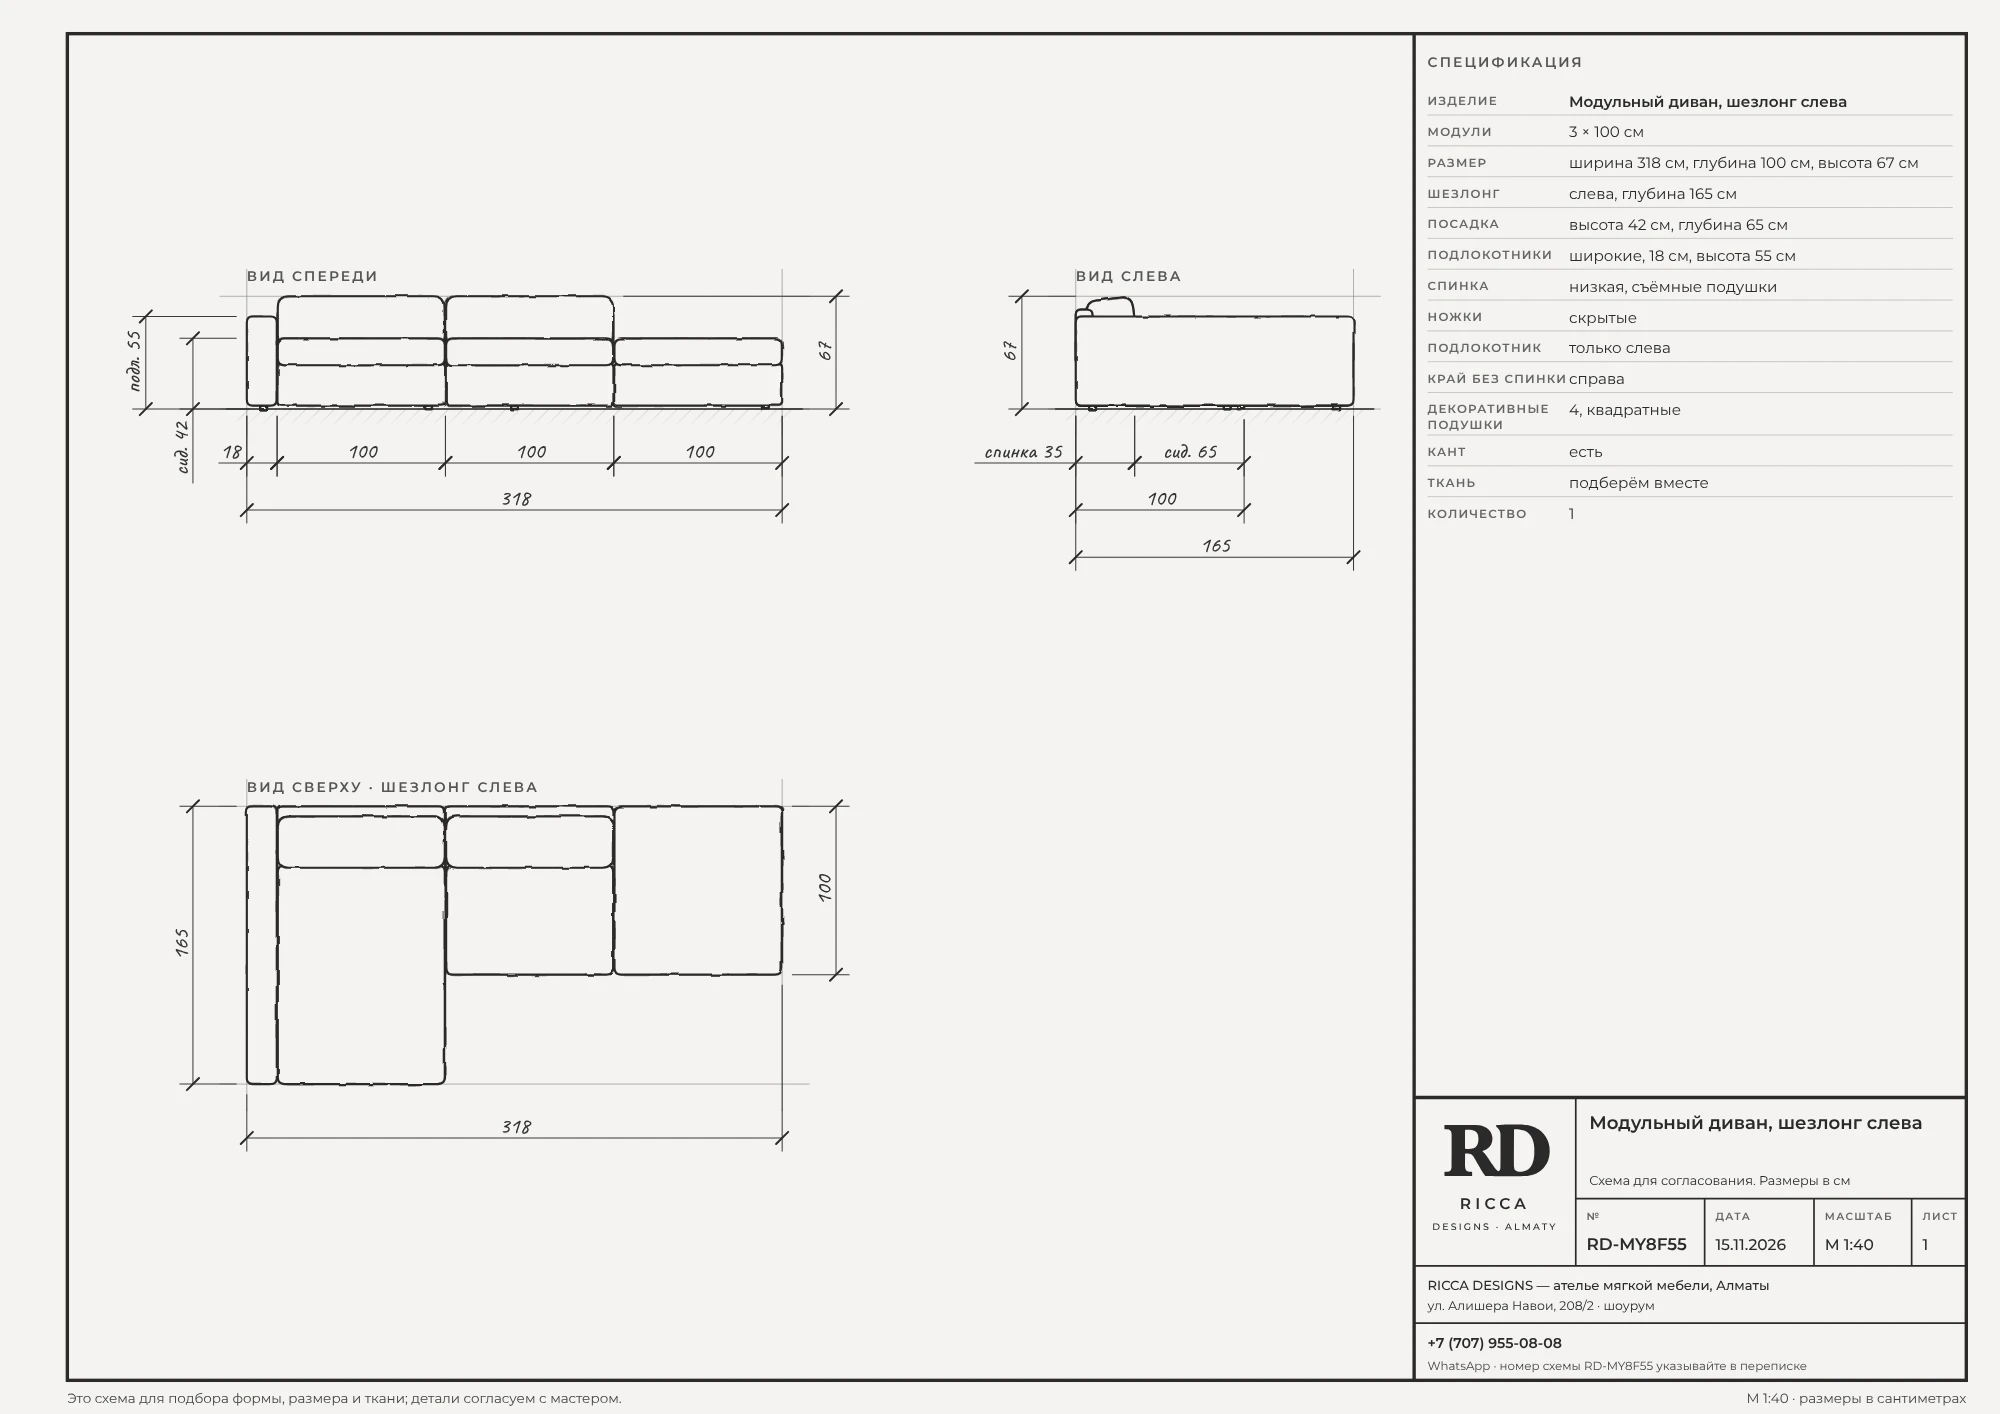 СПЕЦИФИКАЦИЯ
ИЗДЕЛИЕ Модульный диван, шезлонг слева
МОДУЛИ 3 × 100 см
РАЗМЕР ширина 318 см, глубина 100 см, высота 67 см
ШЕЗЛОНГ слева, глубина 165 см
ПОСАДКА высота 42 см, глубина 65 см
ПОДЛОКОТНИКИ широкие, 18 см, высота 55 см
СПИНКА низкая, съёмные подушки
НОЖКИ скрытые
ПОДЛОКОТНИК только слева
КРАЙ БЕЗ СПИНКИ справа
ДЕКОРАТИВНЫЕ 4, квадратные
ПОДУШКИ
КАНТ есть
ТКАНЬ подберём вместе
КОЛИЧЕСТВО 1
ВИД СПЕРЕДИ
подл. 55
сид. 42
67
18 100 100 100
318
ВИД СЛЕВА
67
спинка 35 сид. 65
100
165
ВИД СВЕРХУ · ШЕЗЛОНГ СЛЕВА
165
100
318
RD
RICCA
DESIGNS · ALMATY
Модульный диван, шезлонг слева
Схема для согласования. Размеры в см
№ ДАТА МАСШТАБ ЛИСТ
RD-MY8F55 15.11.2026 М 1:40 1
RICCA DESIGNS — ателье мягкой мебели, Алматы
ул. Алишера Навои, 208/2 · шоурум
+7 (707) 955-08-08
WhatsApp · номер схемы RD-MY8F55 указывайте в переписке
Это схема для подбора формы, размера и ткани; детали согласуем с мастером.
М 1:40 · размеры в сантиметрах